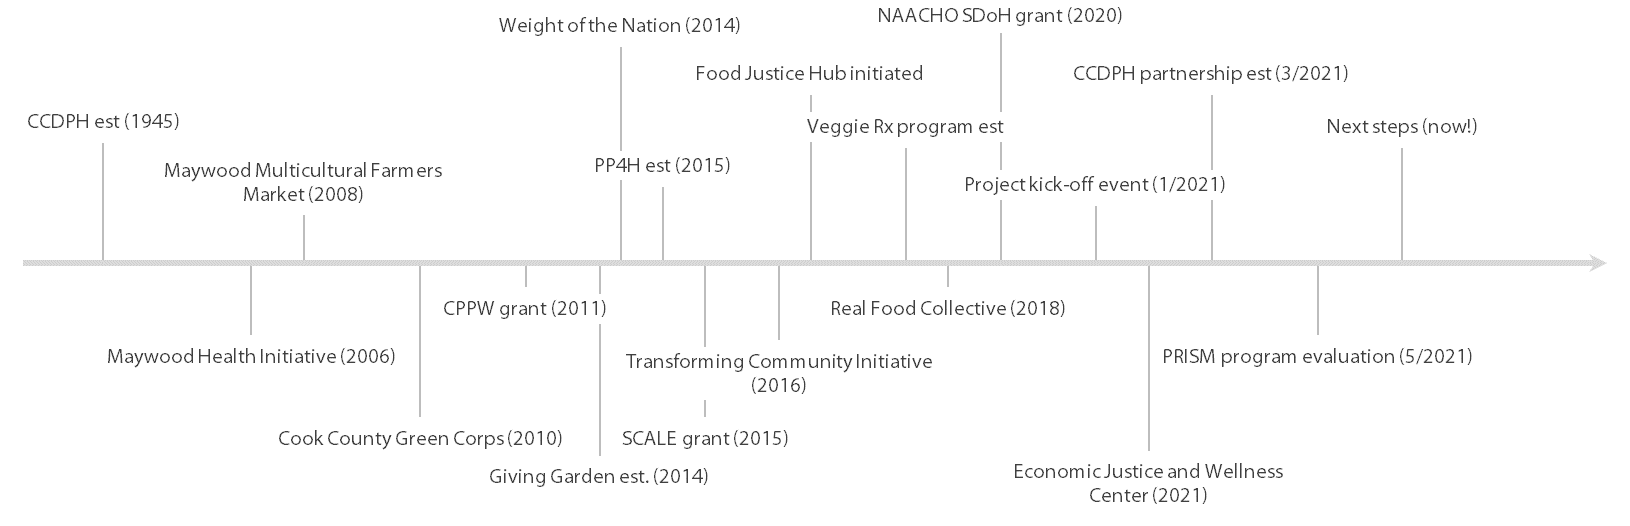 NAACHO SDoH grant (2020)
Weight of the Nation (2014)
Food Justice Hub initiated
CCDPH partnership est (3/2021)
CCDPH est (1945)
Veggie Rx program est
Next steps (now!)
Maywood Multicultural Farmers
Market (2008)
PP4H est (2015)
Project kick-off event (1/2021)
CPPW grant (2011)
Real Food Collective (2018)
Maywood Health Initiative (2006)
Transforming Community Initiative
(2016)
PRISM program evaluation (5/2021)
Cook County Green Corps (2010)
SCALE grant (2015)
Giving Garden est. (2014)
Economic Justice and Wellness
Center (2021)